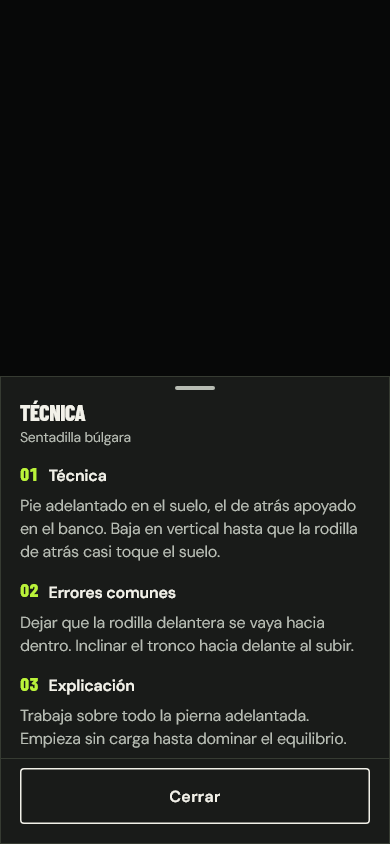 TÉCNICA
Sentadilla búlgara
01 Técnica
Pie adelantado en el suelo, el de atrás apoyado
en el banco. Baja en vertical hasta que la rodilla
de atrás casi toque el suelo.
02 Errores comunes
Dejar que la rodilla delantera se vaya hacia
dentro. Inclinar el tronco hacia delante al subir.
03 Explicación
Trabaja sobre todo la pierna adelantada.
Empieza sin carga hasta dominar el equilibrio.
Cerrar